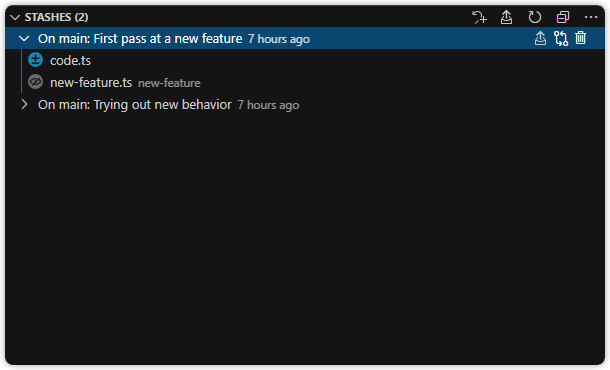 STASHES (2)
On main: First pass at a new feature 7 hours ago
code.ts
new-feature.ts new-feature
On main: Trying out new behavior 7 hours ago